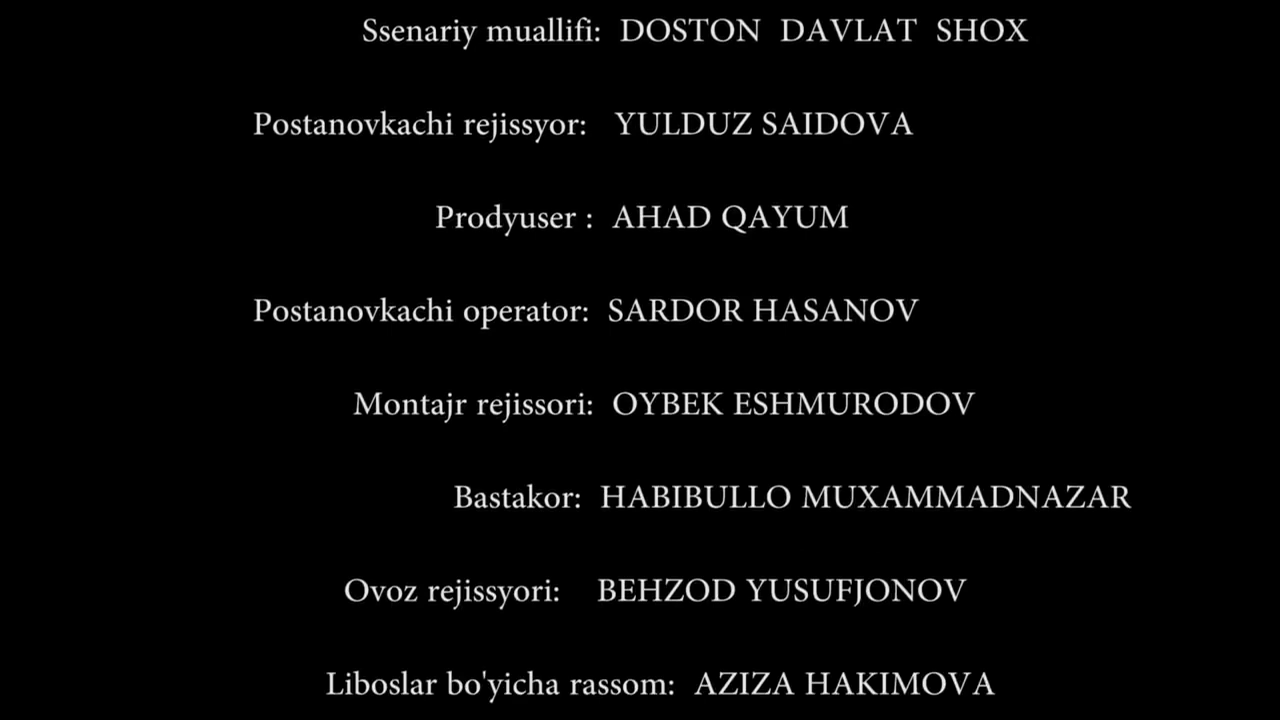 Ssenariy muallifi: DOSTON DAVLAT SHOX
Postanovkachi rejissyor: YULDUZ SAIDOVA
Prodyuser : AHAD QAYUM
Postanovkachi operator: SARDOR HASANOV
Montajr rejissori: OYBEK ESHMURODOV
Bastakor: HABIBULLO MUXAMMADNAZAR
Ovoz rejissyori: BEHZOD YUSUFJONOV
Liboslar bo'yicha rassom: AZIZA HAKIMOVA